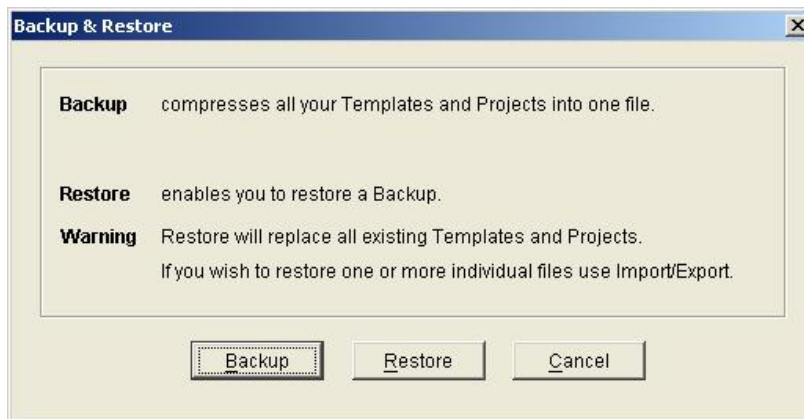 Backup & Restore
Backup compresses all your Templates and Projects into one file.
Restore enables you to restore a Backup.
Warning Restore will replace all existing Templates and Projects.
If you wish to restore one or more individual files use Import/Export.
Backup Restore Cancel